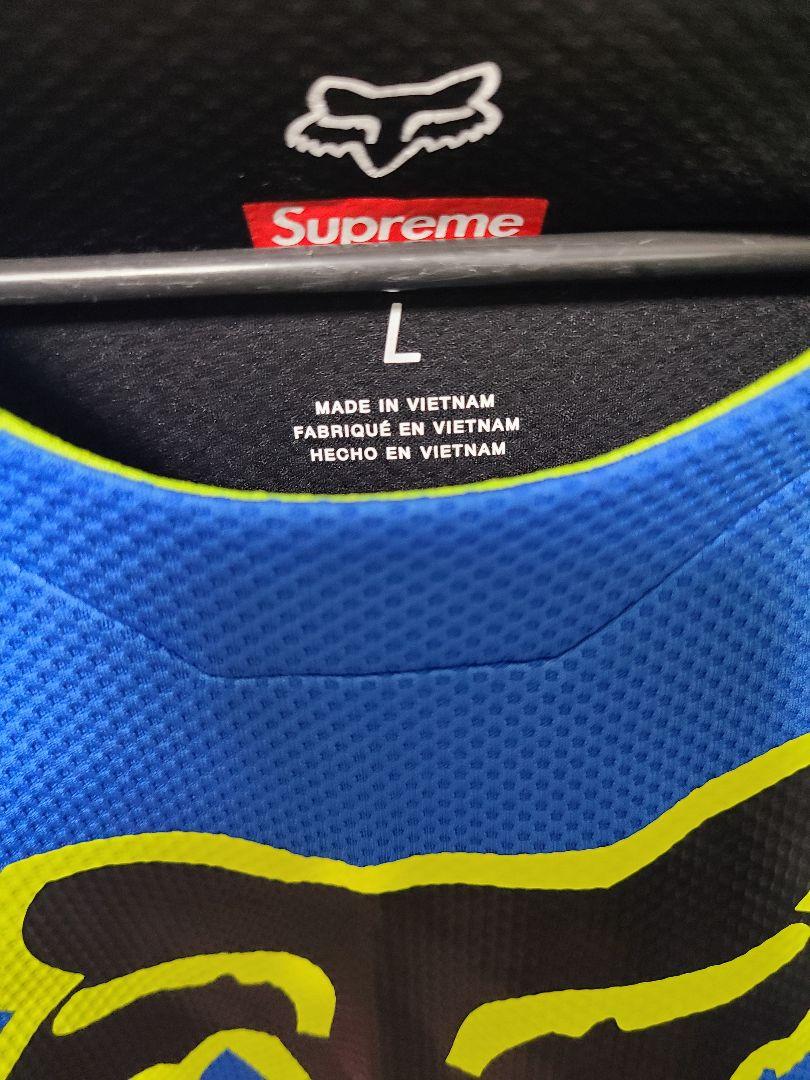 Supreme
L
MADE IN VIETNAM
FABRIQUÉ EN VIETNAM
HECHO EN VIETNAM